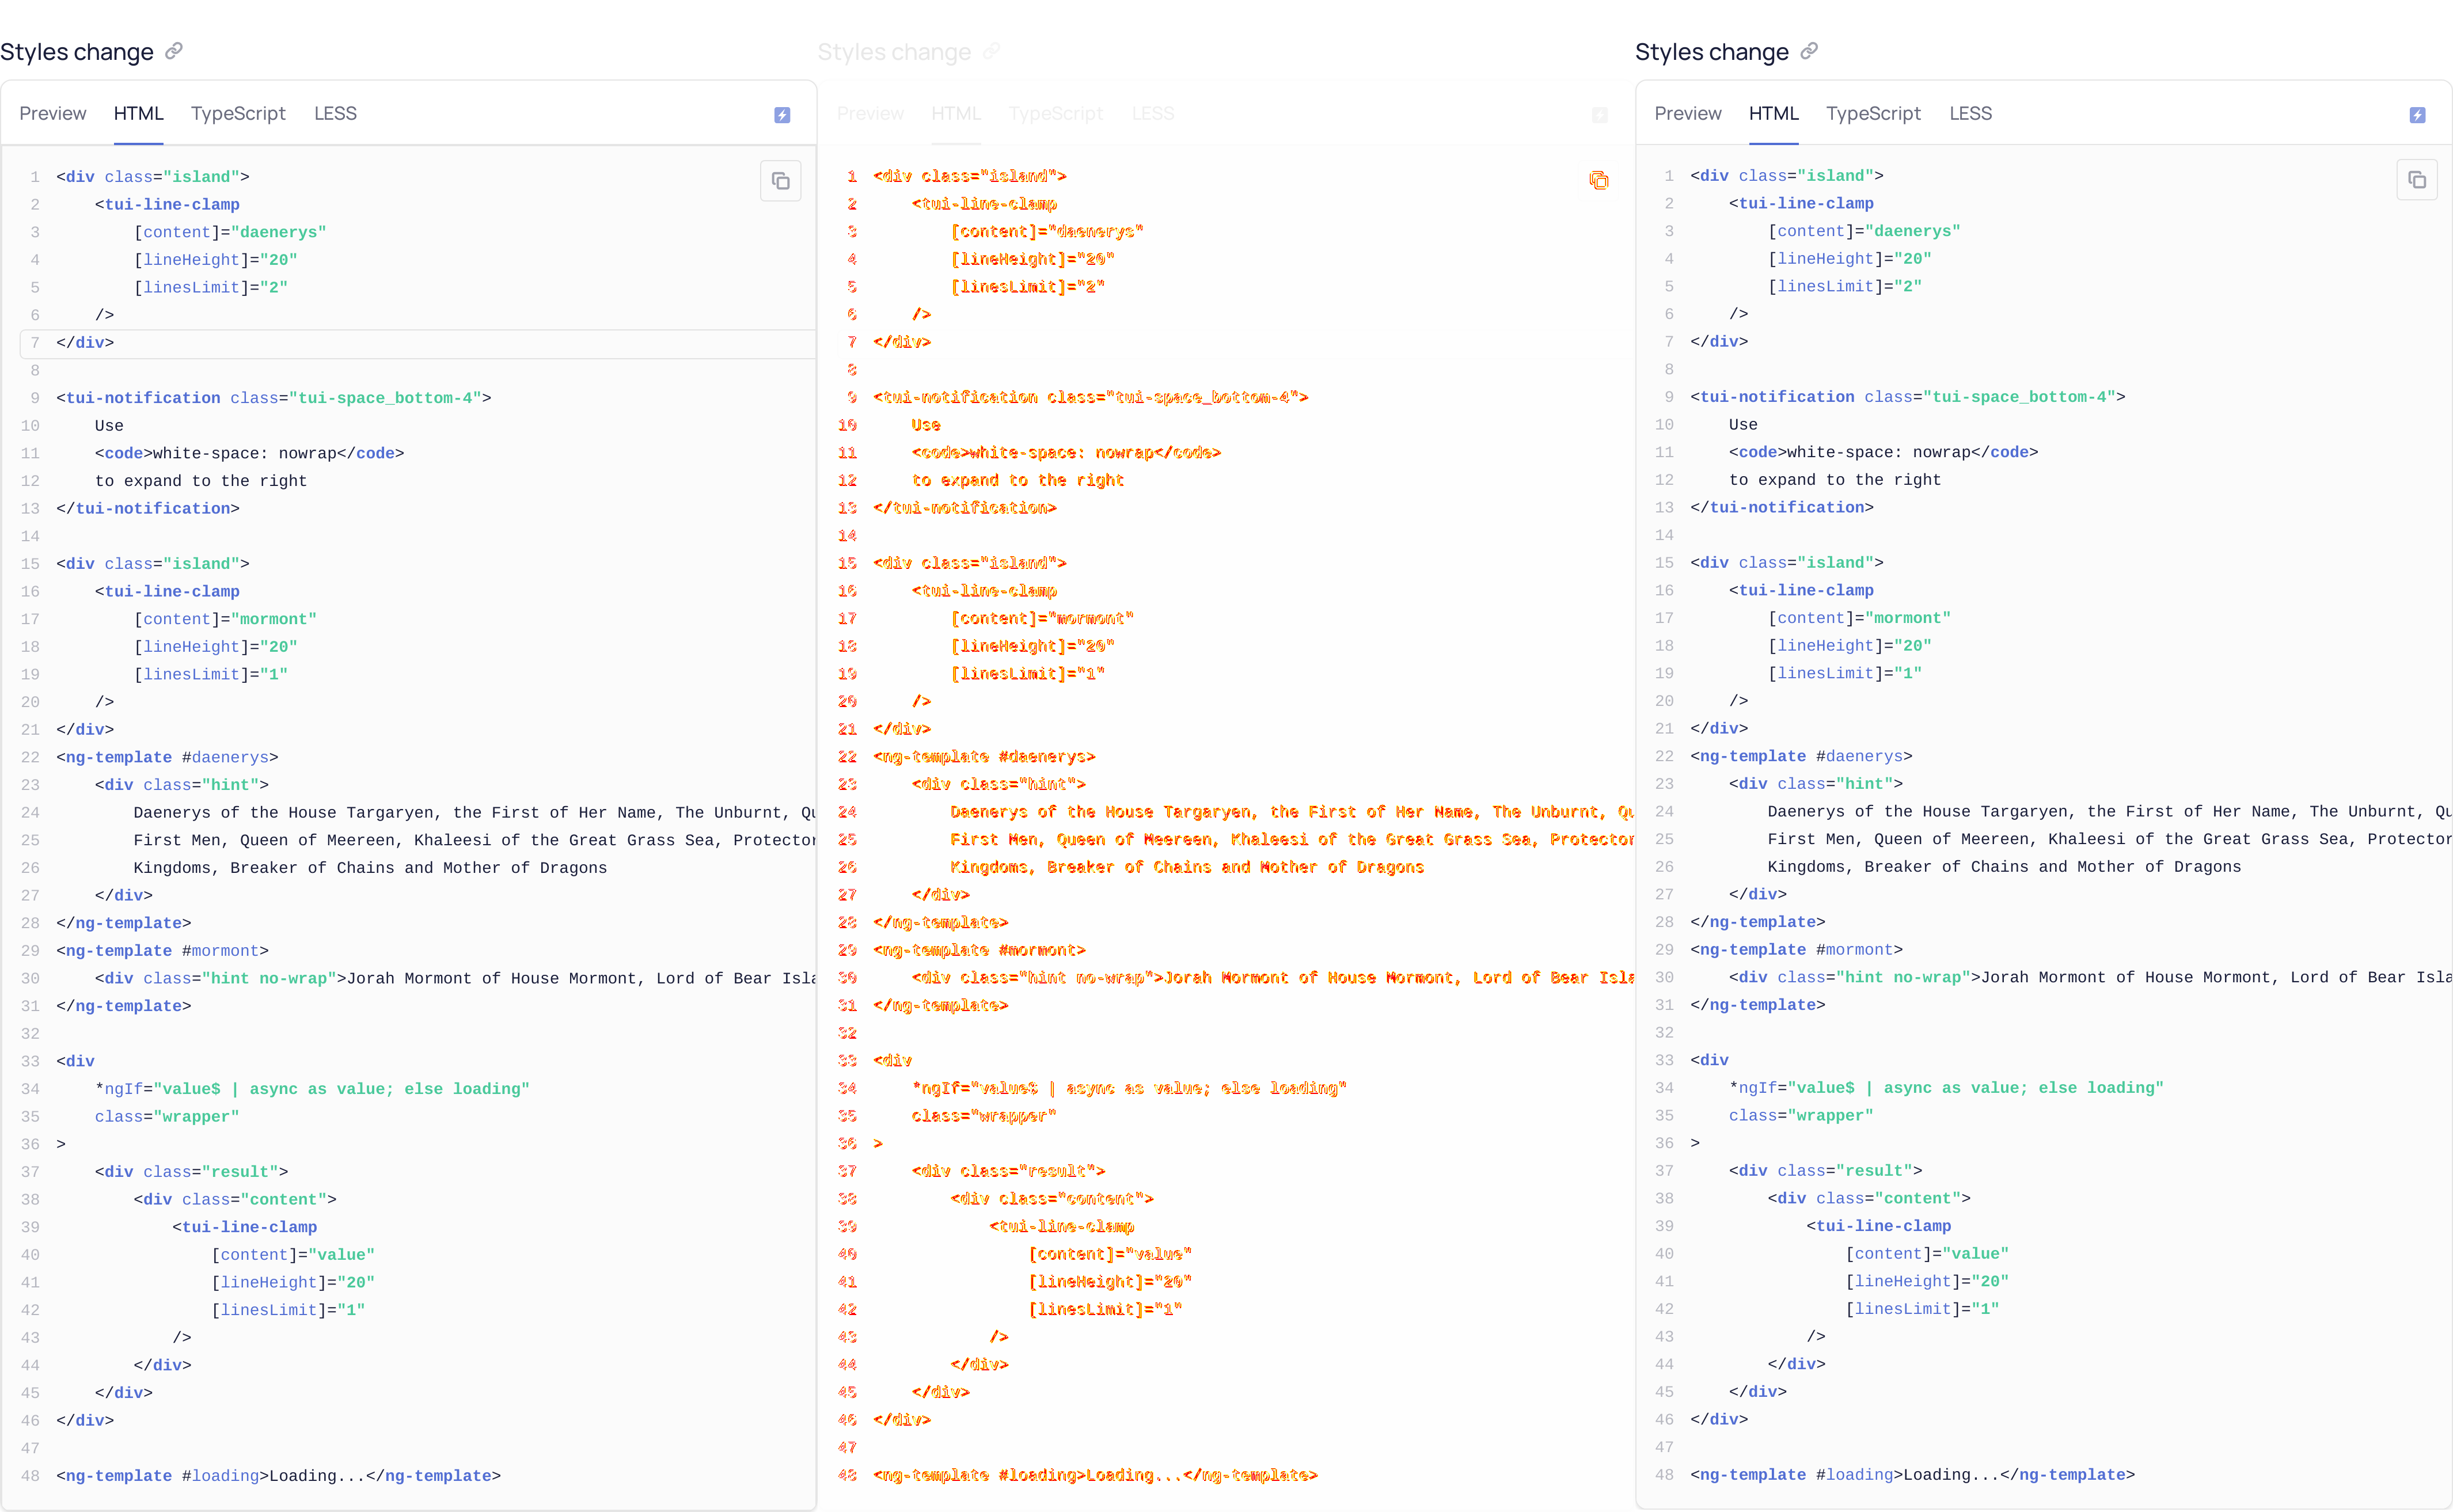 Styles change
Preview HTML TypeScript LESS
1 <div class="island">
2     <tui-line-clamp
3         [content]="daenerys"
4         [lineHeight]="20"
5         [linesLimit]="2"
6     />
7 </div>
8
9 <tui-notification class="tui-space_bottom-4">
10     Use
11     <code>white-space: nowrap</code>
12     to expand to the right
13 </tui-notification>
14
15 <div class="island">
16     <tui-line-clamp
17         [content]="mormont"
18         [lineHeight]="20"
19         [linesLimit]="1"
20     />
21 </div>
22 <ng-template #daenerys>
23     <div class="hint">
24         Daenerys of the House Targaryen, the First of Her Name, The Unburnt, Qu
25         First Men, Queen of Meereen, Khaleesi of the Great Grass Sea, Protector
26         Kingdoms, Breaker of Chains and Mother of Dragons
27     </div>
28 </ng-template>
29 <ng-template #mormont>
30     <div class="hint no-wrap">Jorah Mormont of House Mormont, Lord of Bear Isla
31 </ng-template>
32
33 <div
34     *ngIf="value$ | async as value; else loading"
35     class="wrapper"
36 >
37     <div class="result">
38         <div class="content">
39             <tui-line-clamp
40                 [content]="value"
41                 [lineHeight]="20"
42                 [linesLimit]="1"
43             />
44         </div>
45     </div>
46 </div>
47
48 <ng-template #loading>Loading...</ng-template>
Styles change
Preview HTML TypeScript LESS
1 <div class="island">
2     <tui-line-clamp
3         [content]="daenerys"
4         [lineHeight]="20"
5         [linesLimit]="2"
6     />
7 </div>
8
9 <tui-notification class="tui-space_bottom-4">
10     Use
11     <code>white-space: nowrap</code>
12     to expand to the right
13 </tui-notification>
14
15 <div class="island">
16     <tui-line-clamp
17         [content]="mormont"
18         [lineHeight]="20"
19         [linesLimit]="1"
20     />
21 </div>
22 <ng-template #daenerys>
23     <div class="hint">
24         Daenerys of the House Targaryen, the First of Her Name, The Unburnt, Qu
25         First Men, Queen of Meereen, Khaleesi of the Great Grass Sea, Protector
26         Kingdoms, Breaker of Chains and Mother of Dragons
27     </div>
28 </ng-template>
29 <ng-template #mormont>
30     <div class="hint no-wrap">Jorah Mormont of House Mormont, Lord of Bear Isla
31 </ng-template>
32
33 <div
34     *ngIf="value$ | async as value; else loading"
35     class="wrapper"
36 >
37     <div class="result">
38         <div class="content">
39             <tui-line-clamp
40                 [content]="value"
41                 [lineHeight]="20"
42                 [linesLimit]="1"
43             />
44         </div>
45     </div>
46 </div>
47
48 <ng-template #loading>Loading...</ng-template>
Styles change
Preview HTML TypeScript LESS
1 <div class="island">
2     <tui-line-clamp
3         [content]="daenerys"
4         [lineHeight]="20"
5         [linesLimit]="2"
6     />
7 </div>
8
9 <tui-notification class="tui-space_bottom-4">
10     Use
11     <code>white-space: nowrap</code>
12     to expand to the right
13 </tui-notification>
14
15 <div class="island">
16     <tui-line-clamp
17         [content]="mormont"
18         [lineHeight]="20"
19         [linesLimit]="1"
20     />
21 </div>
22 <ng-template #daenerys>
23     <div class="hint">
24         Daenerys of the House Targaryen, the First of Her Name, The Unburnt, Qu
25         First Men, Queen of Meereen, Khaleesi of the Great Grass Sea, Protector
26         Kingdoms, Breaker of Chains and Mother of Dragons
27     </div>
28 </ng-template>
29 <ng-template #mormont>
30     <div class="hint no-wrap">Jorah Mormont of House Mormont, Lord of Bear Isla
31 </ng-template>
32
33 <div
34     *ngIf="value$ | async as value; else loading"
35     class="wrapper"
36 >
37     <div class="result">
38         <div class="content">
39             <tui-line-clamp
40                 [content]="value"
41                 [lineHeight]="20"
42                 [linesLimit]="1"
43             />
44         </div>
45     </div>
46 </div>
47
48 <ng-template #loading>Loading...</ng-template>